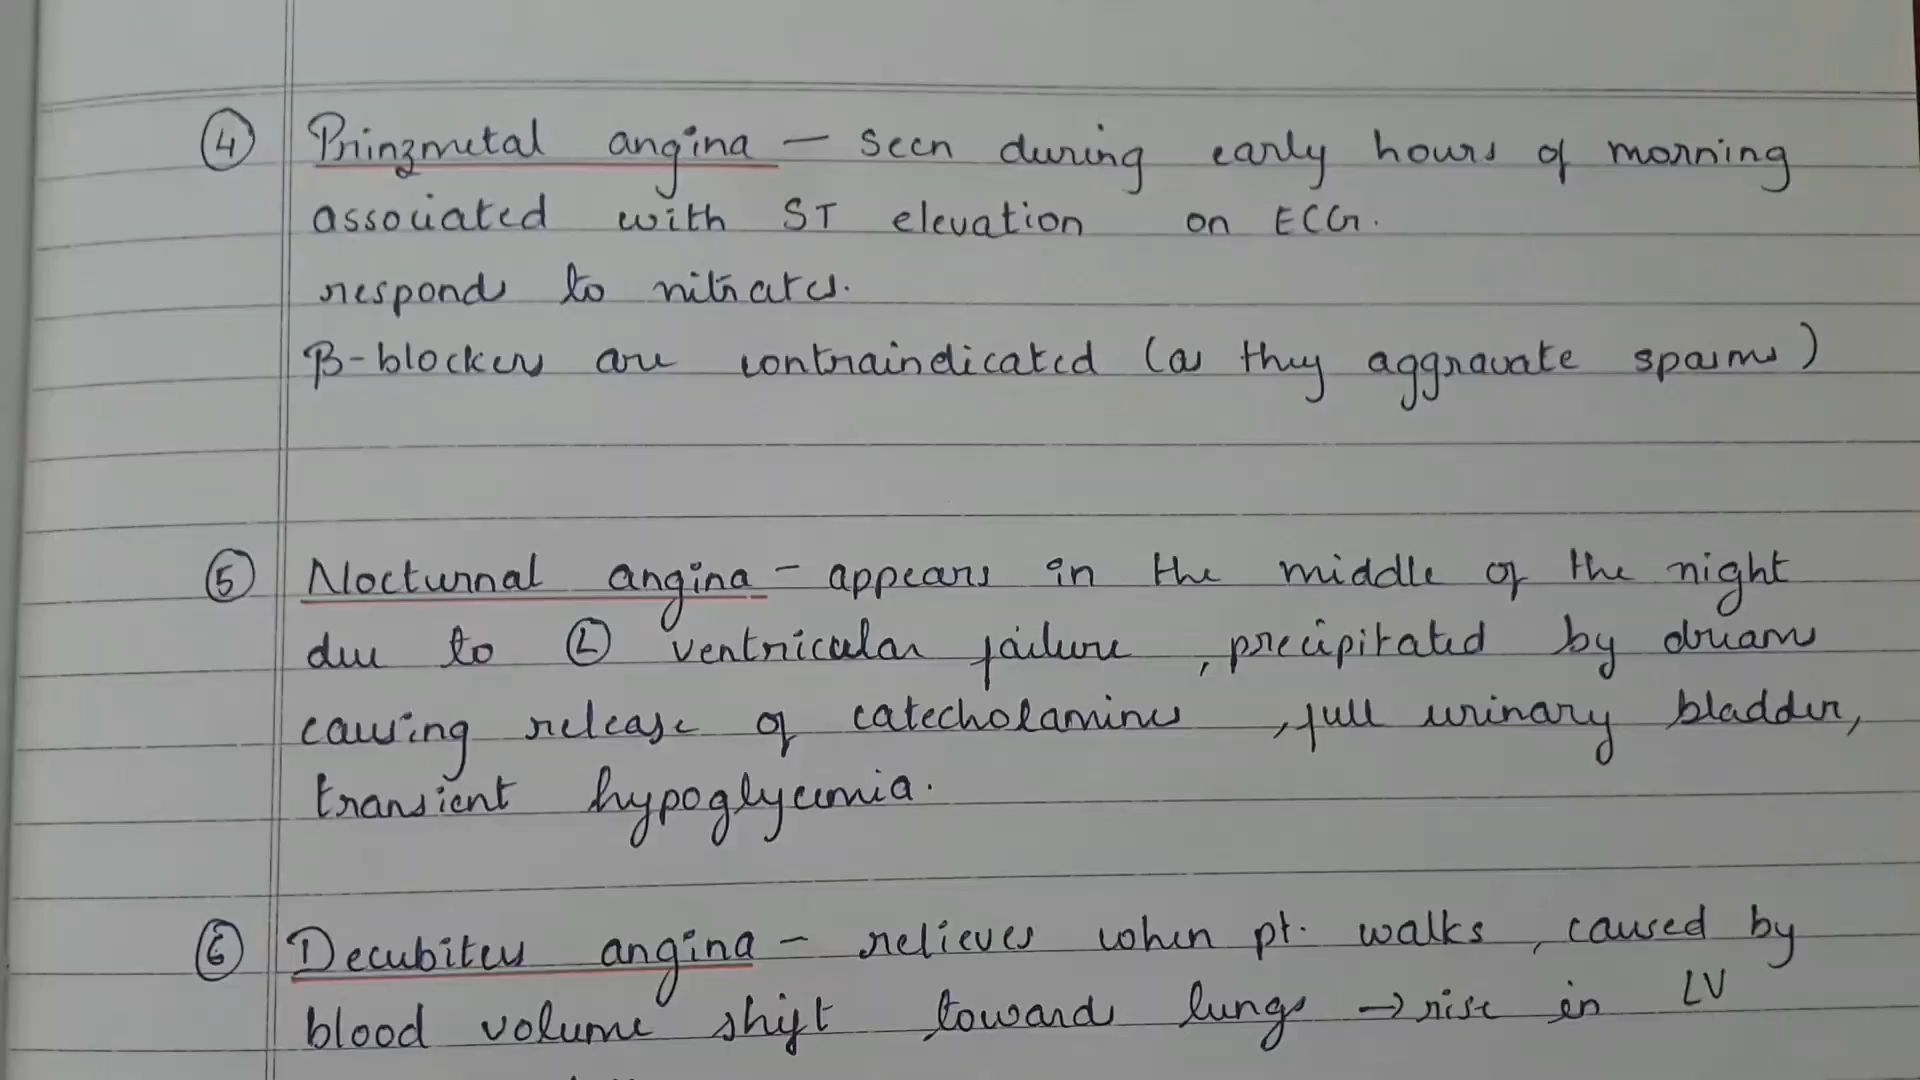 ④ Prinzmetal angina – seen during early hours of morning
associated with ST elevation on ECG.
responds to nitrates.
β-blockers are contraindicated (as they aggravate spasms)
⑤ Nocturnal angina – appears in the middle of the night
due to Ⓛ ventricular failure, precipitated by dreams
causing release of catecholamines, full urinary bladder,
transient hypoglycemia.
⑥ Decubitus angina – relieves when pt. walks, caused by
blood volume shift towards lungs → rise in LV